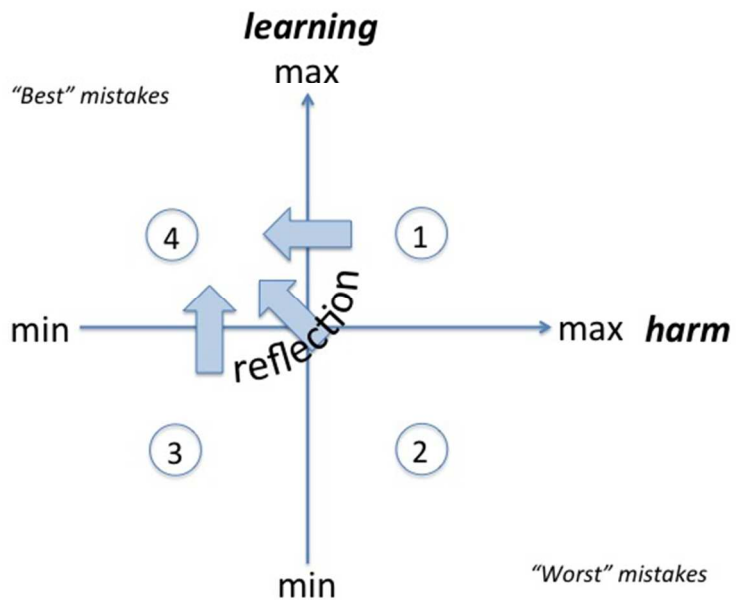 learning
max
“Best” mistakes
4
1
reflection
min
max harm
3
2
“Worst” mistakes
min